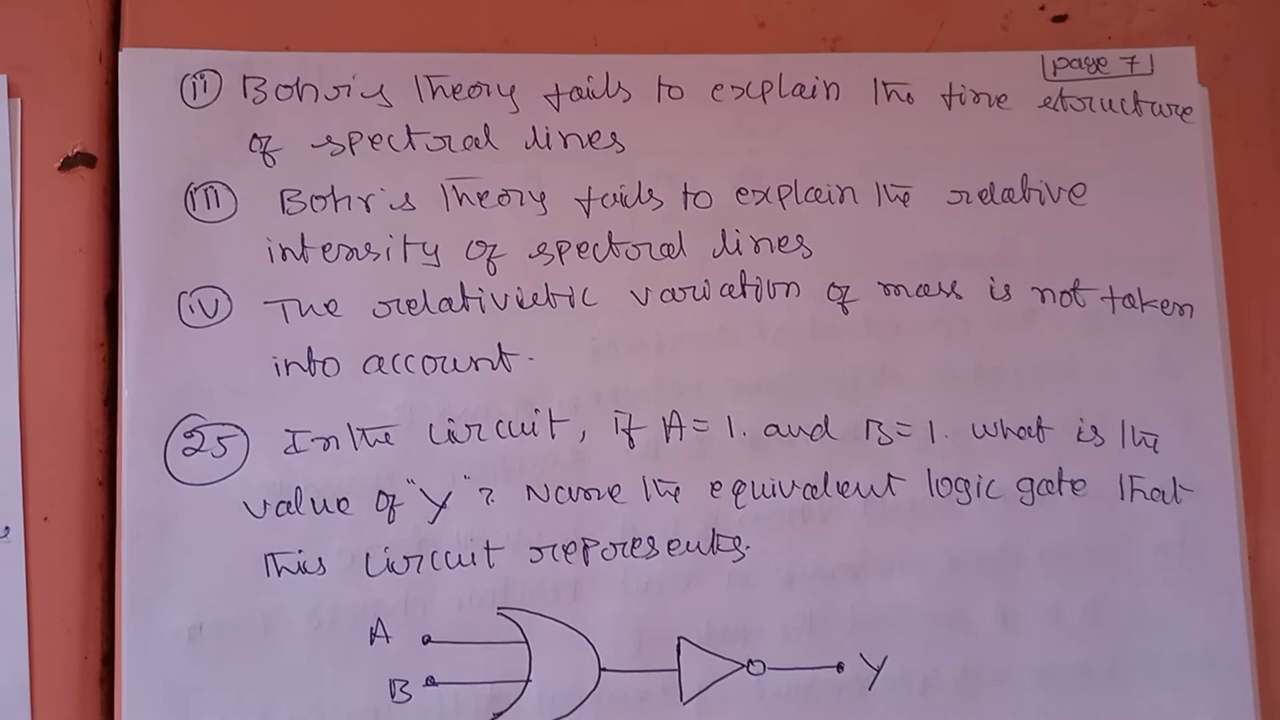 page 7
(ii) Bohr's Theory fails to explain the fine structure
of spectral lines
(iii) Bohr's Theory fails to explain the relative
intensity of spectral lines
(iv) The relativistic variation of mass is not taken
into account.
25 In the circuit, if A = 1. and B = 1. what is the
value of "Y"? Name the equivalent logic gate that
this circuit represents.
A
B
Y